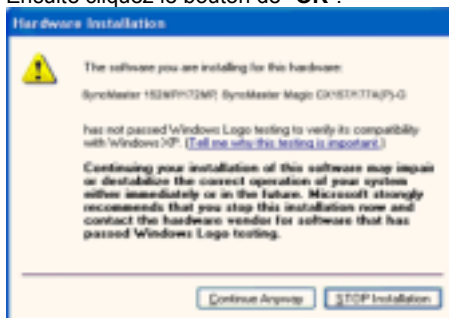 Ensuite cliquez le bouton de "OK".
Hardware Installation
The software you are installing for this hardware:
SyncMaster Magic
has not passed Windows Logo testing to verify its compatibility
with Windows XP. (Tell me why this testing is important.)
Continuing your installation of this software may impair
or destabilize the correct operation of your system
either immediately or in the future. Microsoft strongly
recommends that you stop this installation now and
contact the hardware vendor for software that has
passed Windows Logo testing.
Continue Anyway STOP Installation